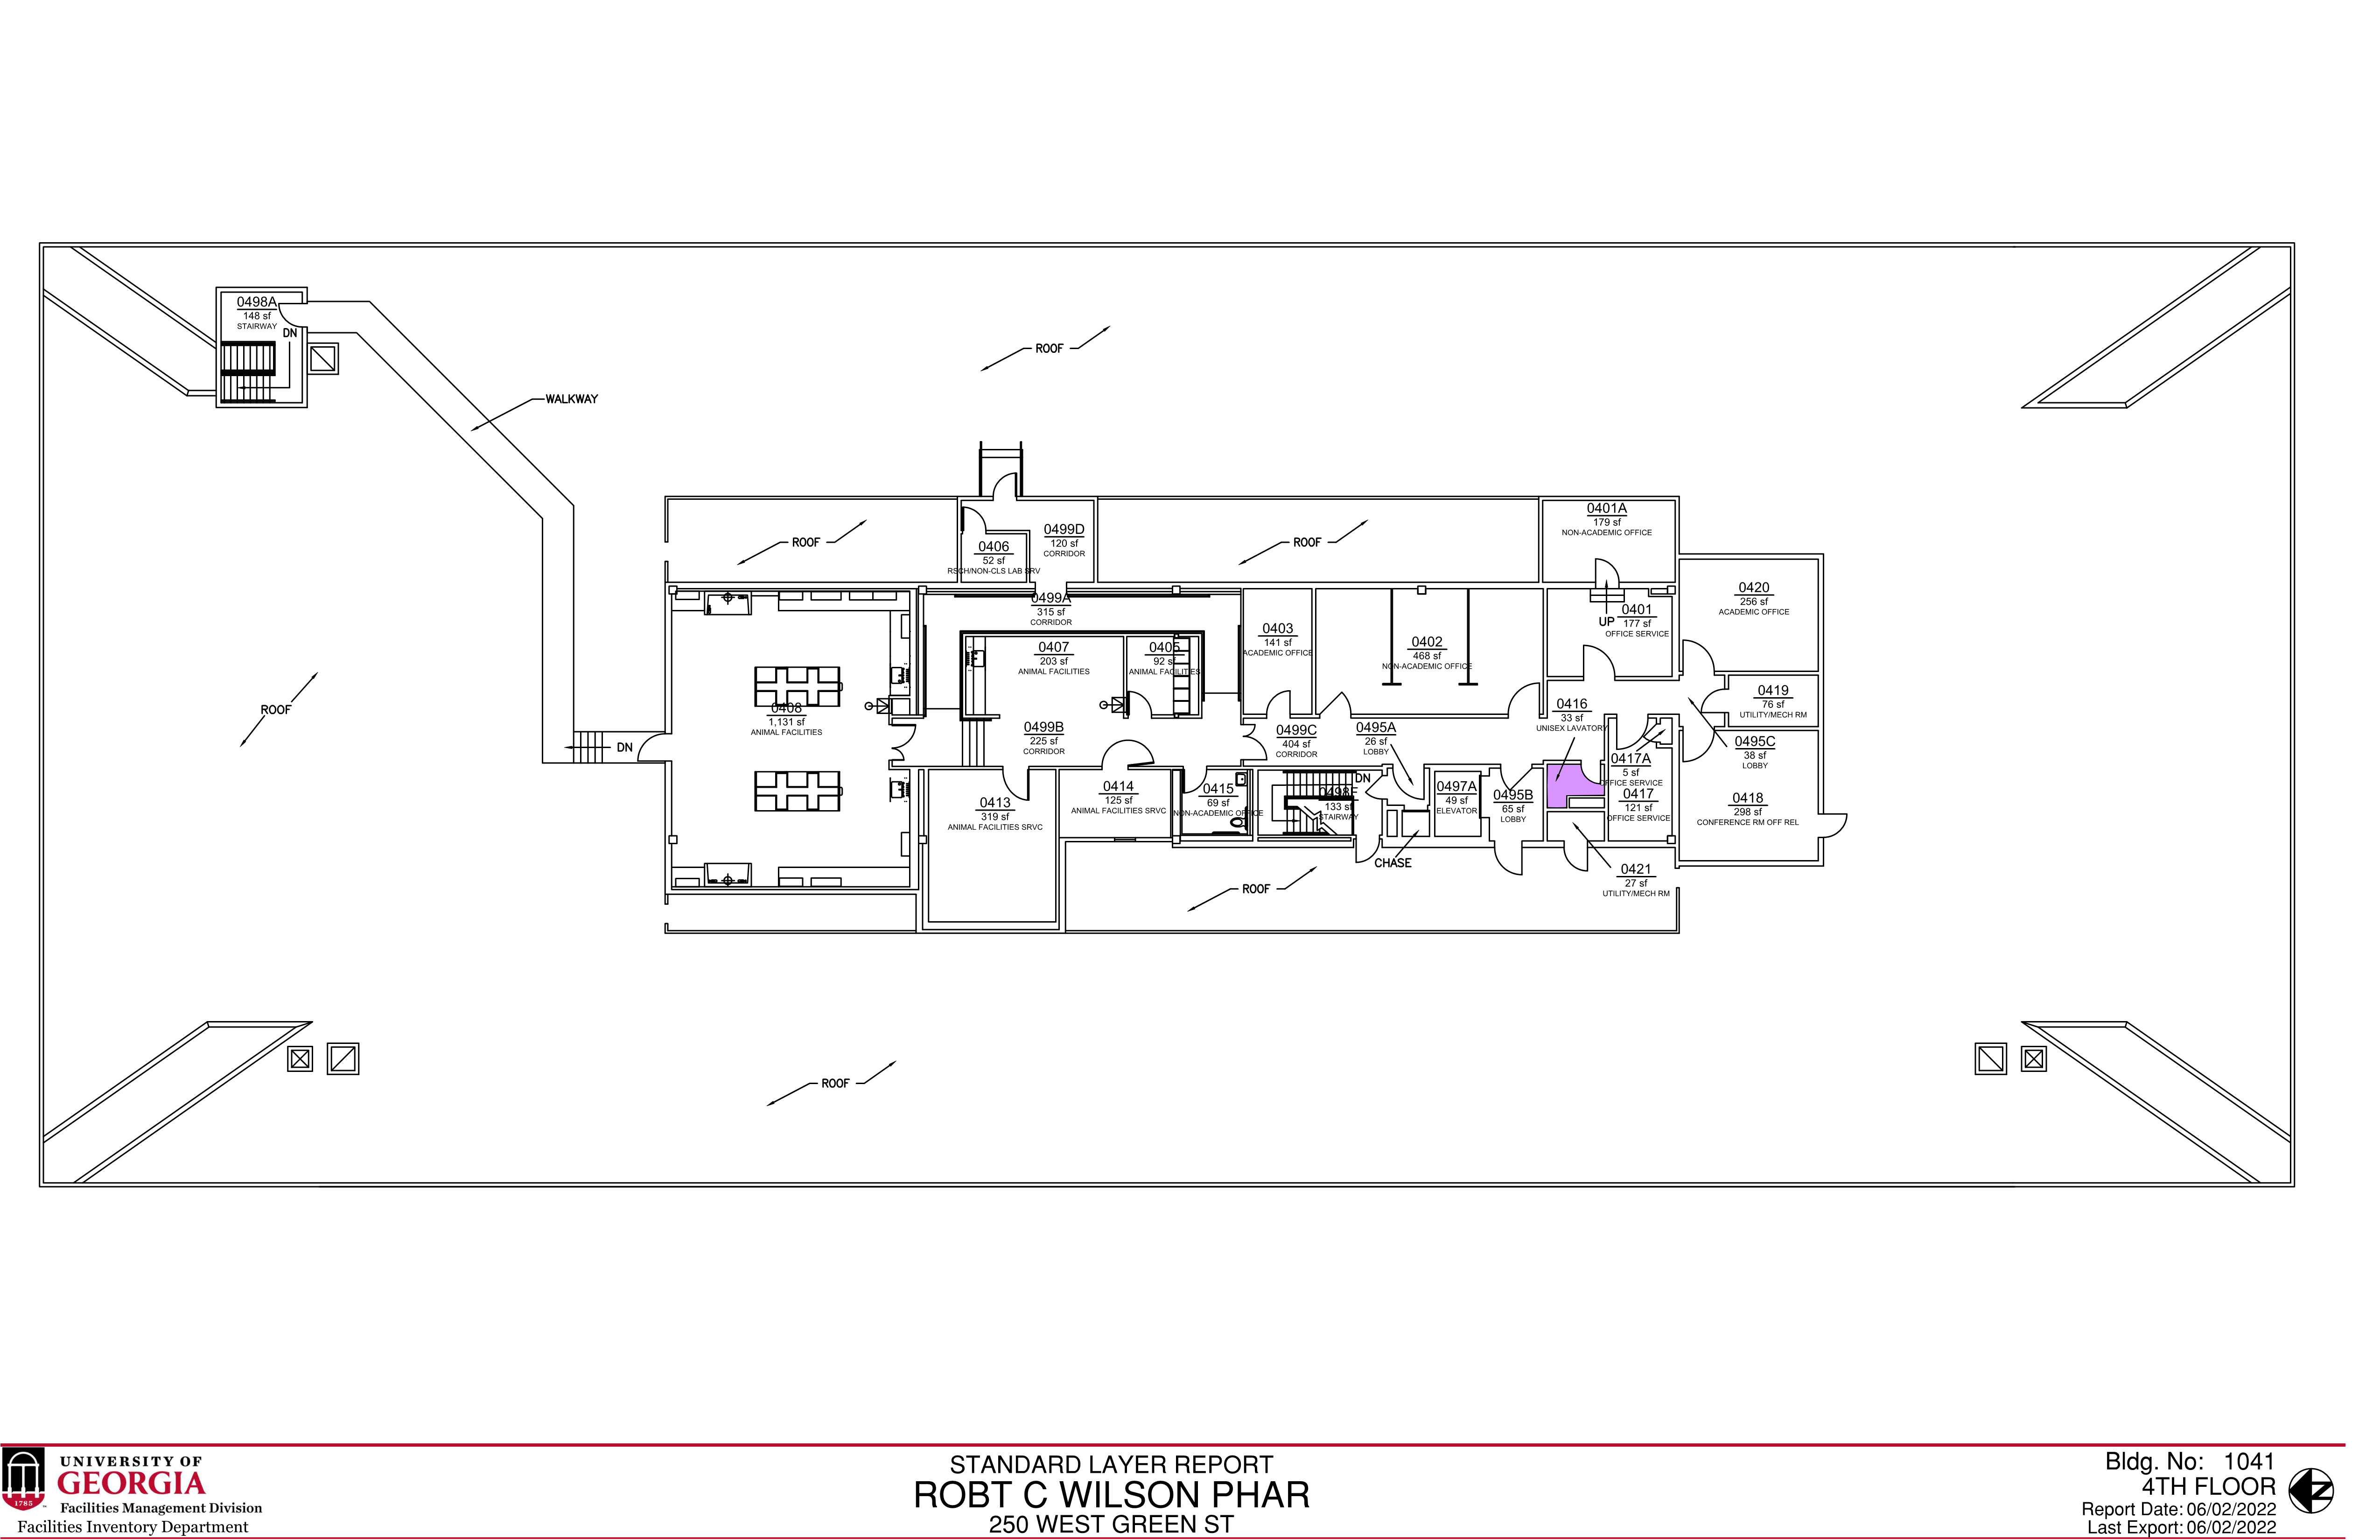 0498A
148 sf
STAIRWAY
DN
ROOF
WALKWAY
ROOF
0406
52 sf
RSCH/NON-CLS LAB SRV
0499D
120 sf
CORRIDOR
ROOF
0401A
179 sf
NON-ACADEMIC OFFICE
0499A
315 sf
CORRIDOR
0403
141 sf
ACADEMIC OFFICE
0402
468 sf
NON-ACADEMIC OFFICE
UP
0401
177 sf
OFFICE SERVICE
0420
256 sf
ACADEMIC OFFICE
0407
203 sf
ANIMAL FACILITIES
0405
92 sf
ANIMAL FACILITIES
ROOF
0408
1,131 sf
ANIMAL FACILITIES
DN
0499B
225 sf
CORRIDOR
0499C
404 sf
CORRIDOR
0495A
26 sf
LOBBY
0416
33 sf
UNISEX LAVATORY
0419
76 sf
UTILITY/MECH RM
0495C
38 sf
LOBBY
0417A
5 sf
OFFICE SERVICE
0417
121 sf
OFFICE SERVICE
0418
298 sf
CONFERENCE RM OFF REL
0413
319 sf
ANIMAL FACILITIES SRVC
0414
125 sf
ANIMAL FACILITIES SRVC
0415
69 sf
NON-ACADEMIC OFFICE
DN
133 sf
STAIRWAY
0497A
49 sf
ELEVATOR
0495B
65 sf
LOBBY
CHASE
0421
27 sf
UTILITY/MECH RM
ROOF
ROOF
UNIVERSITY OF
GEORGIA
1785
Facilities Management Division
Facilities Inventory Department
STANDARD LAYER REPORT
ROBT C WILSON PHAR
250 WEST GREEN ST
Bldg. No: 1041
4TH FLOOR
Report Date: 06/02/2022
Last Export: 06/02/2022
Z